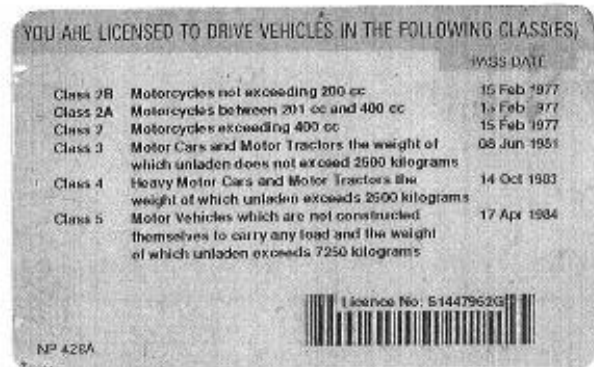 YOU ARE LICENSED TO DRIVE VEHICLES IN THE FOLLOWING CLASS(ES)
PASS DATE
Class 2B Motorcycles not exceeding 200 cc 15 Feb 1977
Class 2A Motorcycles between 201 cc and 400 cc 15 Feb 1977
Class 2 Motorcycles exceeding 400 cc 15 Feb 1977
Class 3 Motor Cars and Motor Tractors the weight of 08 Jun 1981
which unladen does not exceed 2500 kilograms
Class 4 Heavy Motor Cars and Motor Tractors the 14 Oct 1983
weight of which unladen exceeds 2500 kilograms
Class 5 Motor Vehicles which are not constructed 17 Apr 1984
themselves to carry any load and the weight
of which unladen exceeds 7250 kilograms
Licence No: S1447962G
NP 428A